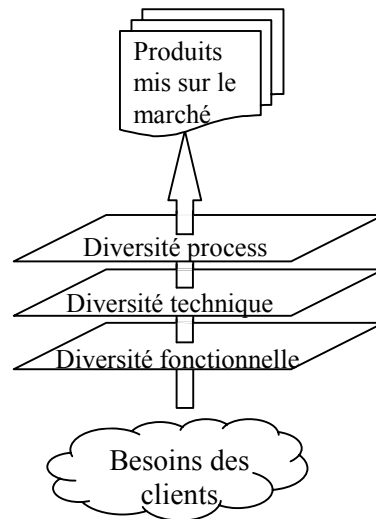 Produits
mis sur le
marché
Diversité process
Diversité technique
Diversité fonctionnelle
Besoins des
clients